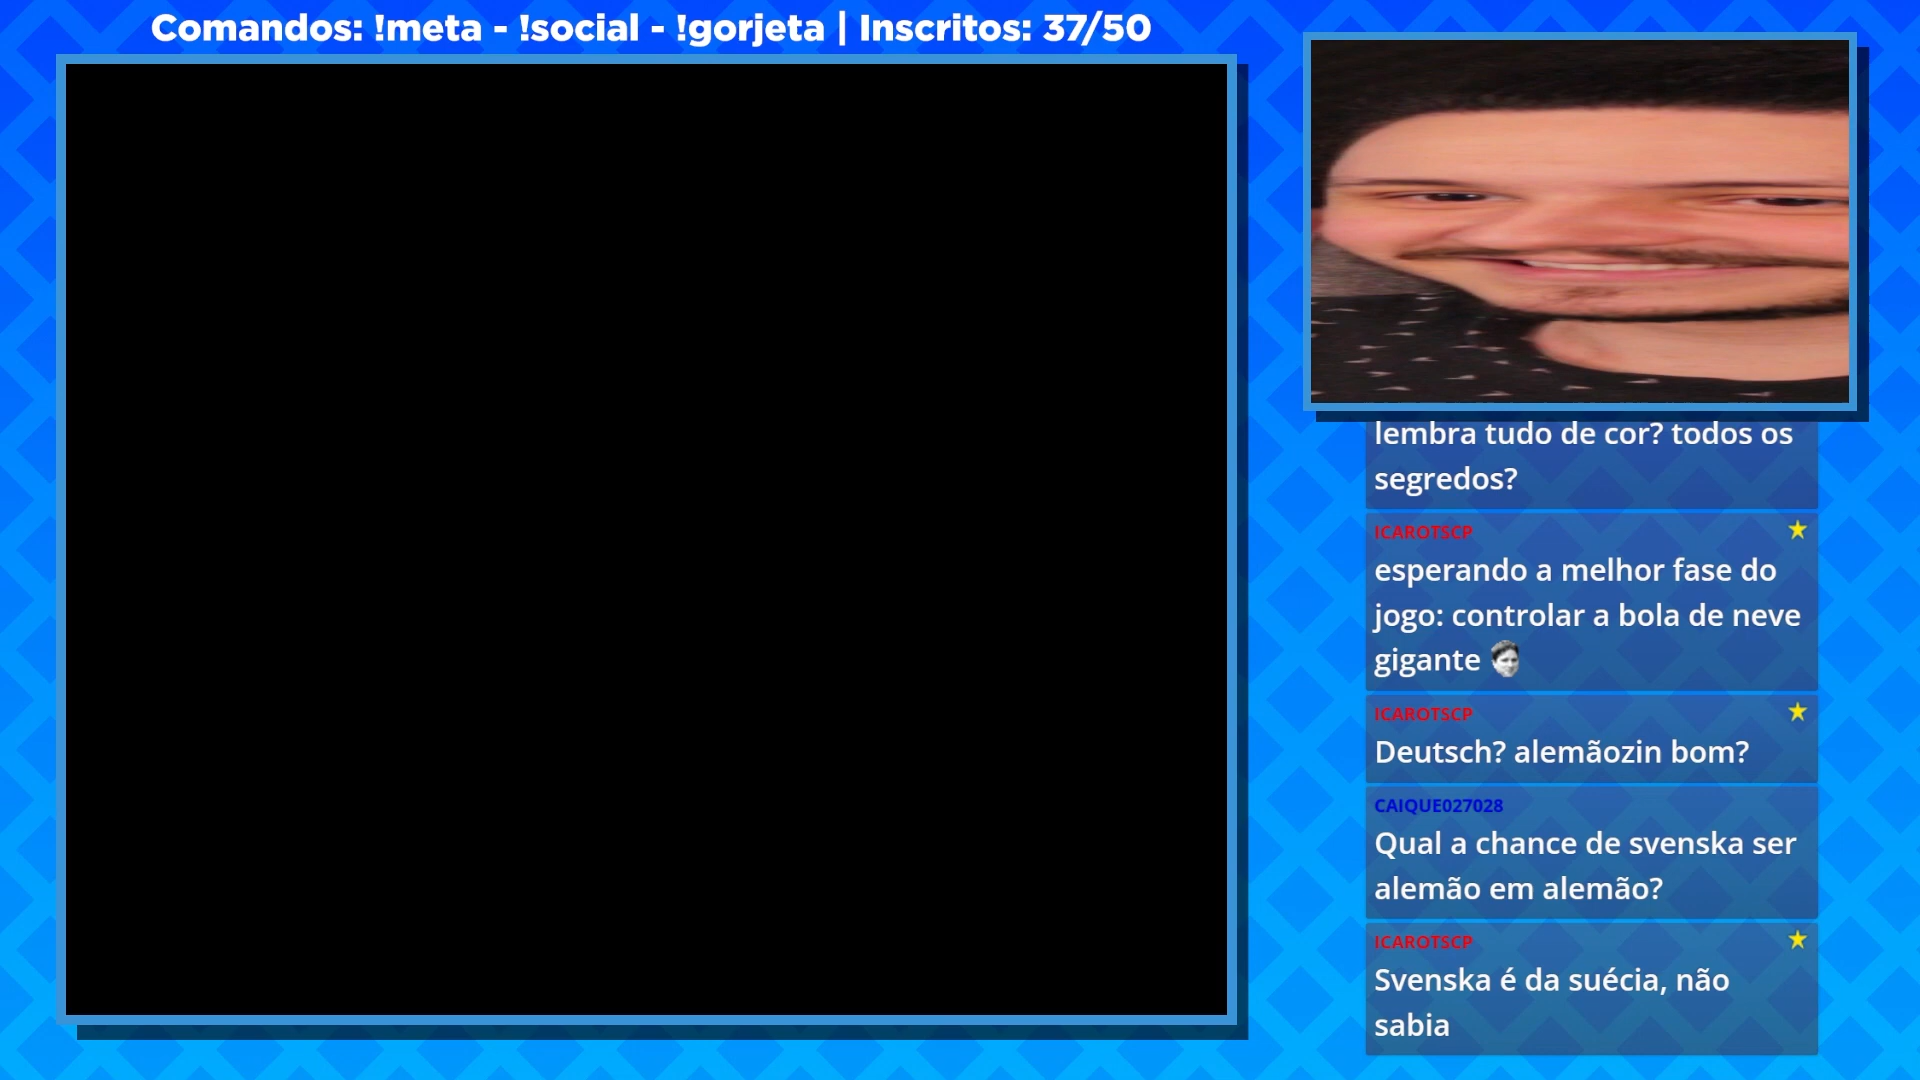 Comandos: !meta - !social - !gorjeta | Inscritos: 37/50
lembra tudo de cor? todos os
segredos?
ICAROTSCP
esperando a melhor fase do
jogo: controlar a bola de neve
gigante
ICAROTSCP
Deutsch? alemãozin bom?
CAIQUE027028
Qual a chance de svenska ser
alemão em alemão?
ICAROTSCP
Svenska é da suécia, não
sabia